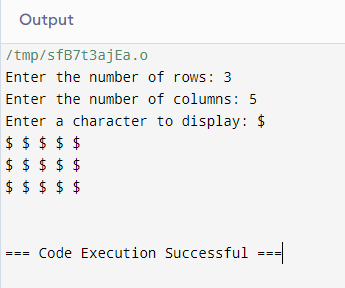 Output
/tmp/sfB7t3ajEa.o
Enter the number of rows: 3
Enter the number of columns: 5
Enter a character to display: $
$ $ $ $ $
$ $ $ $ $
$ $ $ $ $
=== Code Execution Successful ===